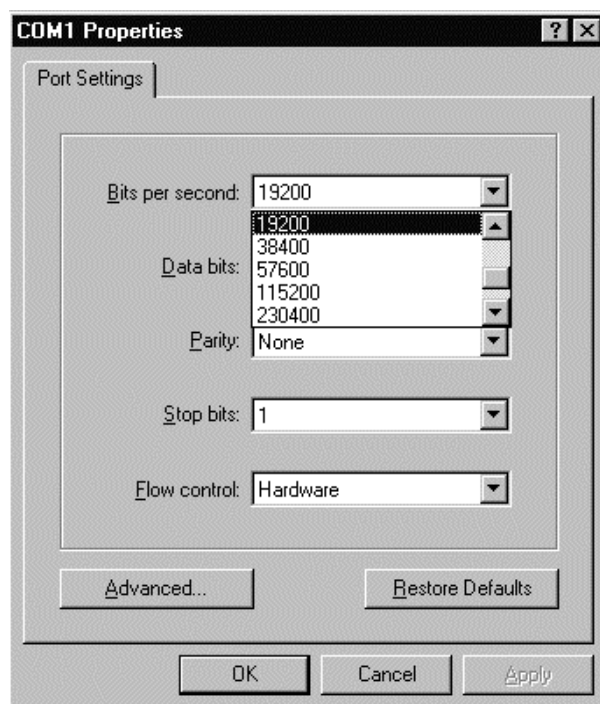 COM1 Properties
Port Settings
Bits per second: 19200
19200
38400
Data bits:
57600
115200
230400
Parity: None
Stop bits: 1
Flow control: Hardware
Advanced... Restore Defaults
OK Cancel Apply